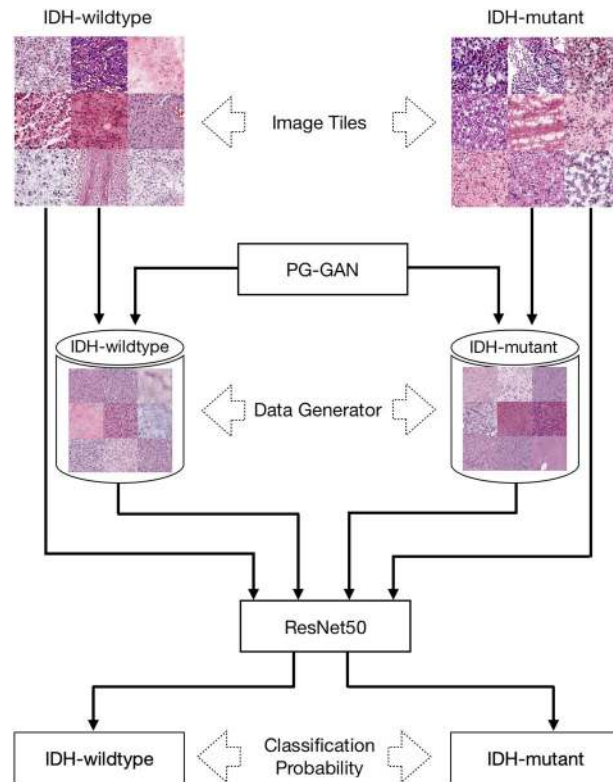 IDH-wildtype
IDH-mutant
Image Tiles
PG-GAN
IDH-wildtype
IDH-mutant
Data Generator
ResNet50
IDH-wildtype
Classification
Probability
IDH-mutant